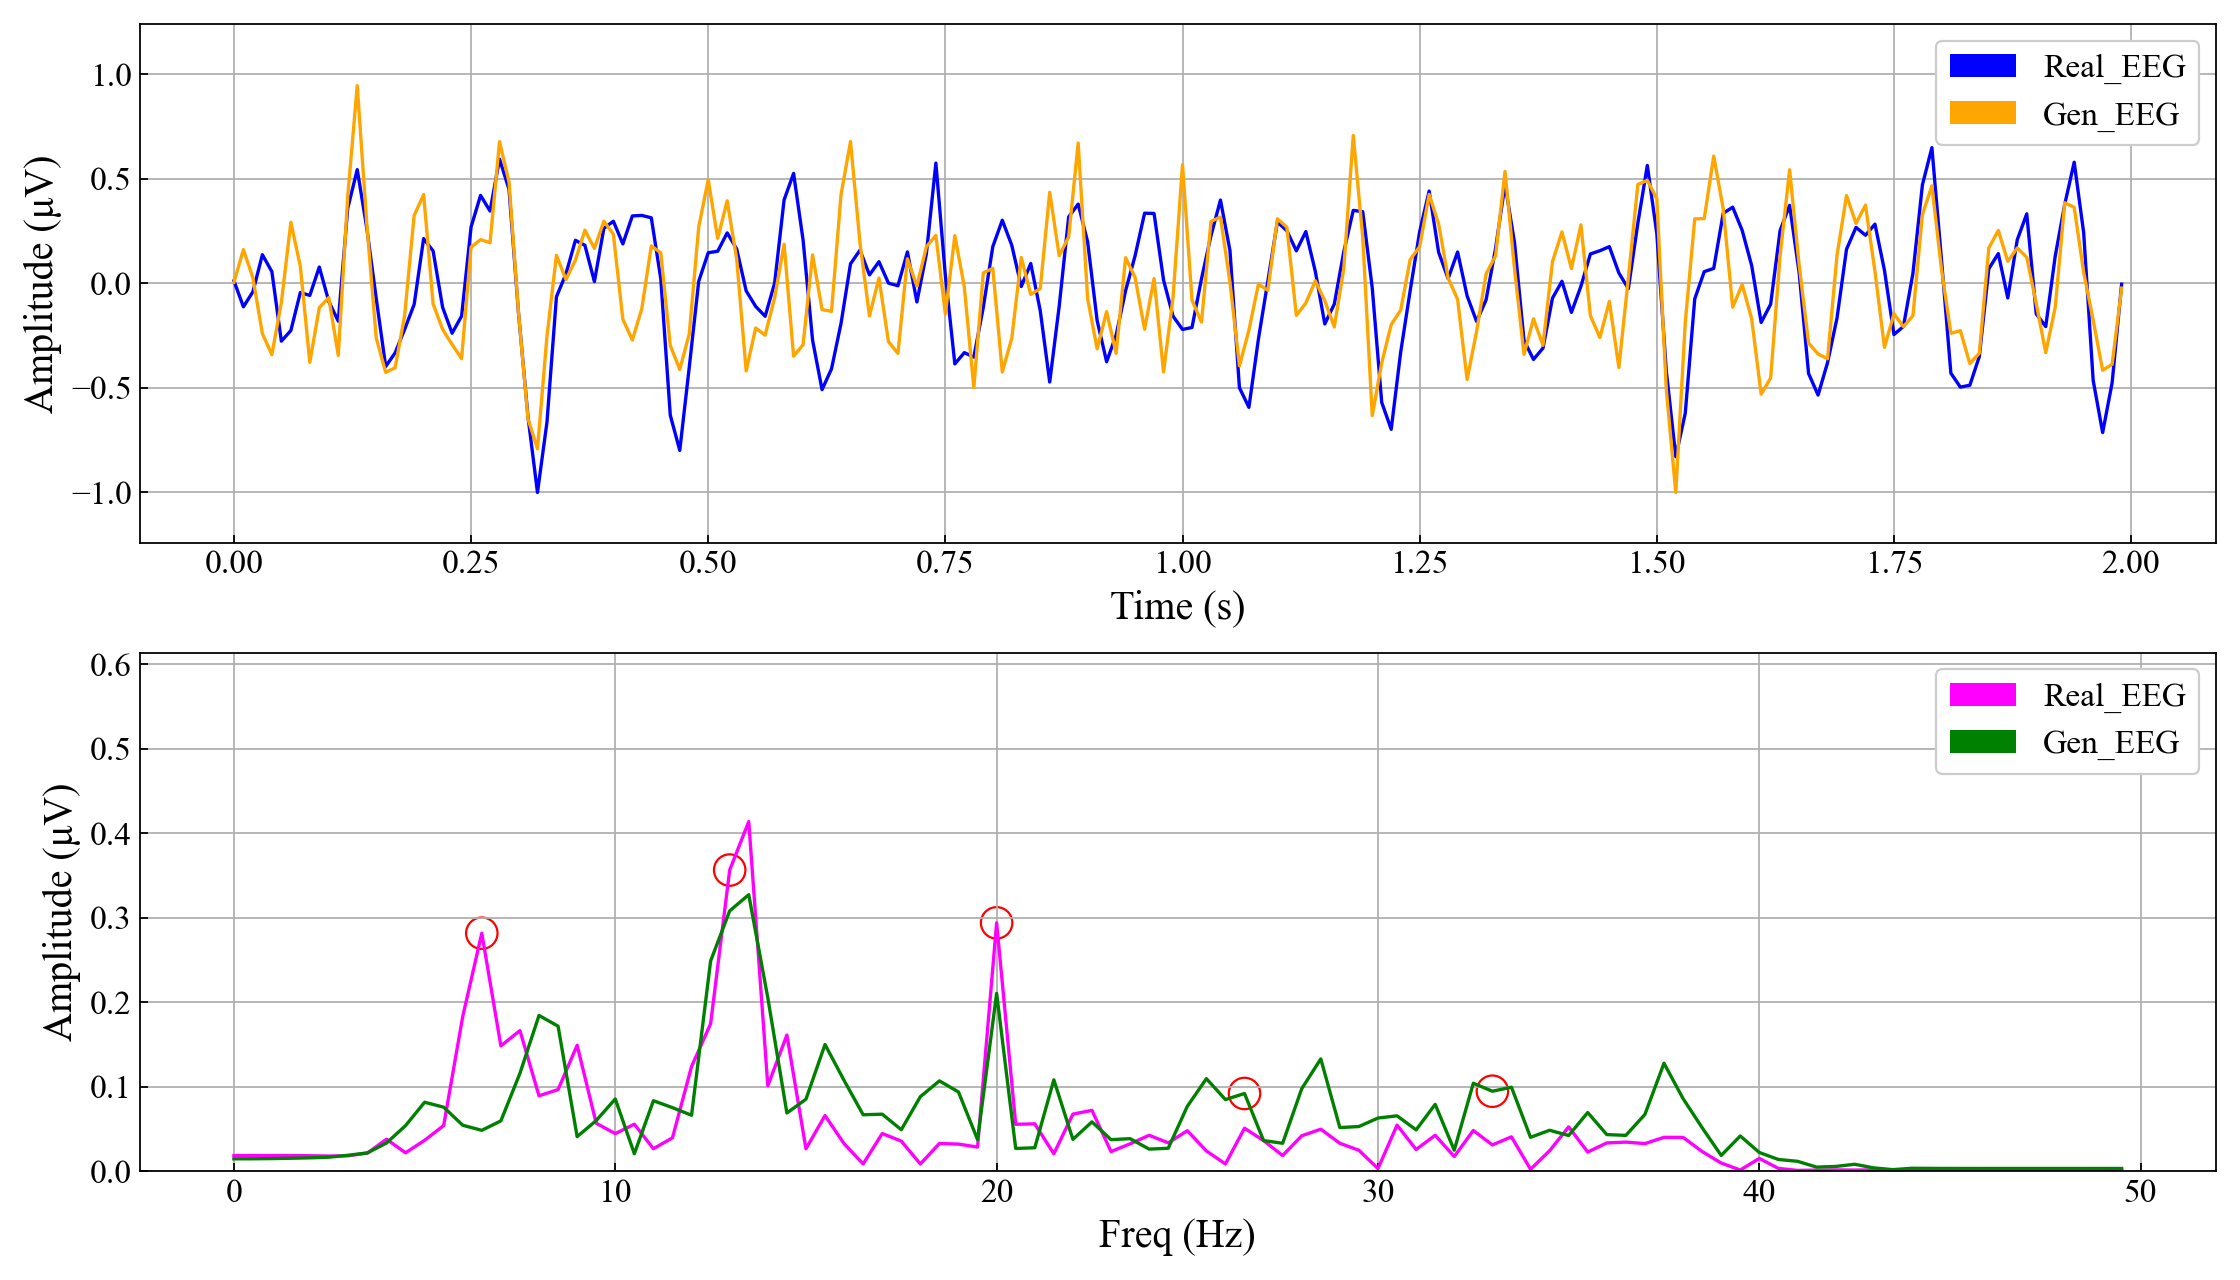 Amplitude (μV)
1.0
0.5
0.0
−0.5
−1.0
Real_EEG
Gen_EEG
0.00 0.25 0.50 0.75 1.00 1.25 1.50 1.75 2.00
Time (s)
Amplitude (μV)
0.6
0.5
0.4
0.3
0.2
0.1
0.0
Real_EEG
Gen_EEG
0 10 20 30 40 50
Freq (Hz)